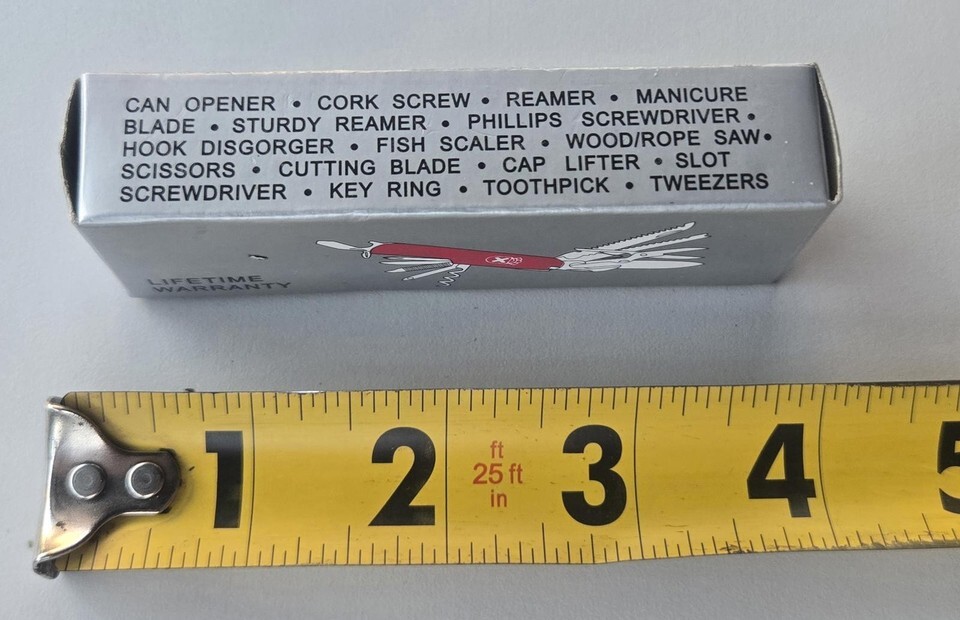 CAN OPENER • CORK SCREW • REAMER • MANICURE
BLADE • STURDY REAMER • PHILLIPS SCREWDRIVER •
HOOK DISGORGER • FISH SCALER • WOOD/ROPE SAW •
SCISSORS • CUTTING BLADE • CAP LIFTER • SLOT
SCREWDRIVER • KEY RING • TOOTHPICK • TWEEZERS
LIFETIME
WARRANTY
1 2 ft 3 4 5
25 ft
in